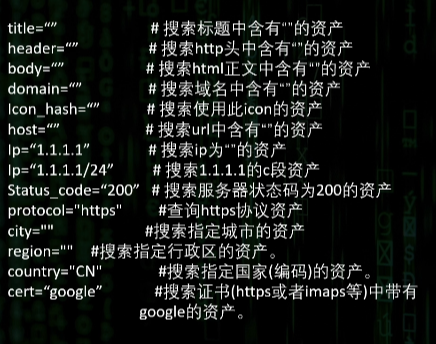 title=“” # 搜索标题中含有“”的资产
header=“” # 搜索http头中含有“”的资产
body=“” # 搜索html正文中含有“”的资产
domain=“” # 搜索域名中含有“”的资产
Icon_hash=“” # 搜索使用此icon的资产
host=“” # 搜索url中含有“”的资产
Ip=“1.1.1.1” # 搜索ip为“”的资产
Ip=“1.1.1.1/24” # 搜索1.1.1.1的c段资产
Status_code=“200” # 搜索服务器状态码为200的资产
protocol="https" #查询https协议资产
city="" #搜索指定城市的资产
region="" #搜索指定行政区的资产。
country="CN" #搜索指定国家(编码)的资产。
cert=“google” #搜索证书(https或者imaps等)中带有
google的资产。